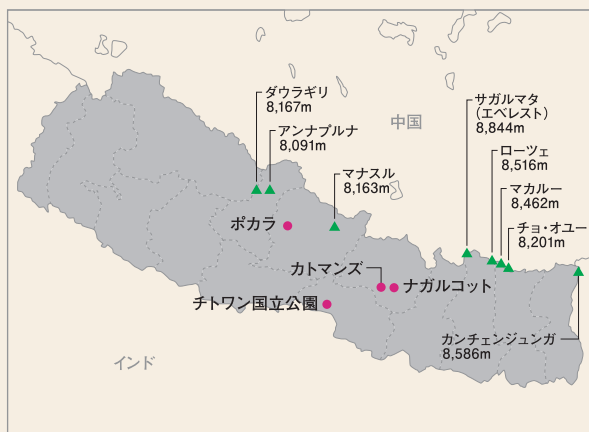 ダウラギリ
8,167m
アンナプルナ
8,091m
マナスル
8,163m
中国
サガルマタ
(エベレスト)
8,844m
ローツェ
8,516m
マカルー
8,462m
チョ・オユー
8,201m
ポカラ
カトマンズ
ナガルコット
チトワン国立公園
カンチェンジュンガ
8,586m
インド